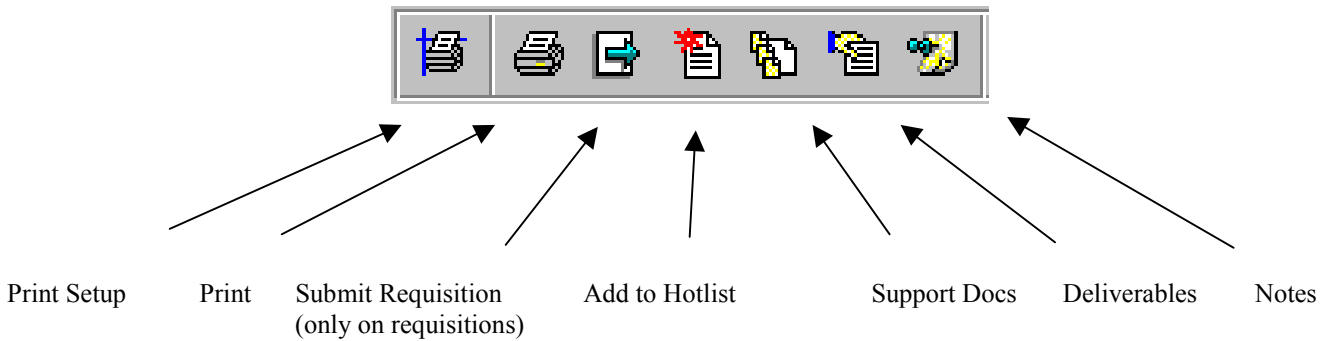 Print Setup Print Submit Requisition Add to Hotlist Support Docs Deliverables Notes
(only on requisitions)